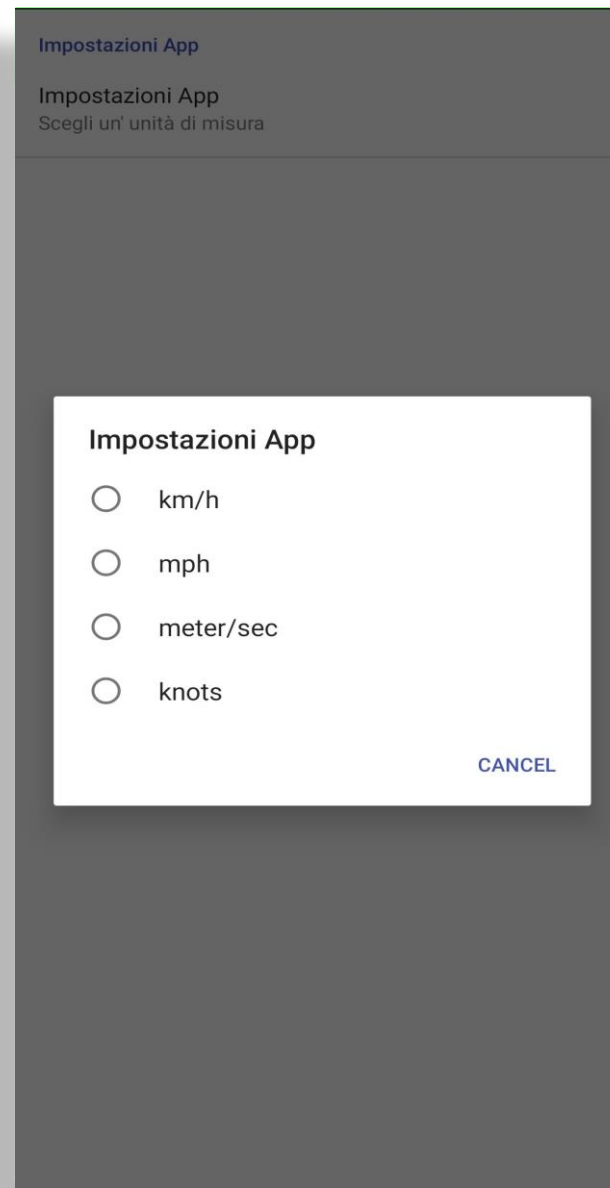 Impostazioni App
Impostazioni App
Scegli un' unità di misura
Impostazioni App
km/h
mph
meter/sec
knots
CANCEL